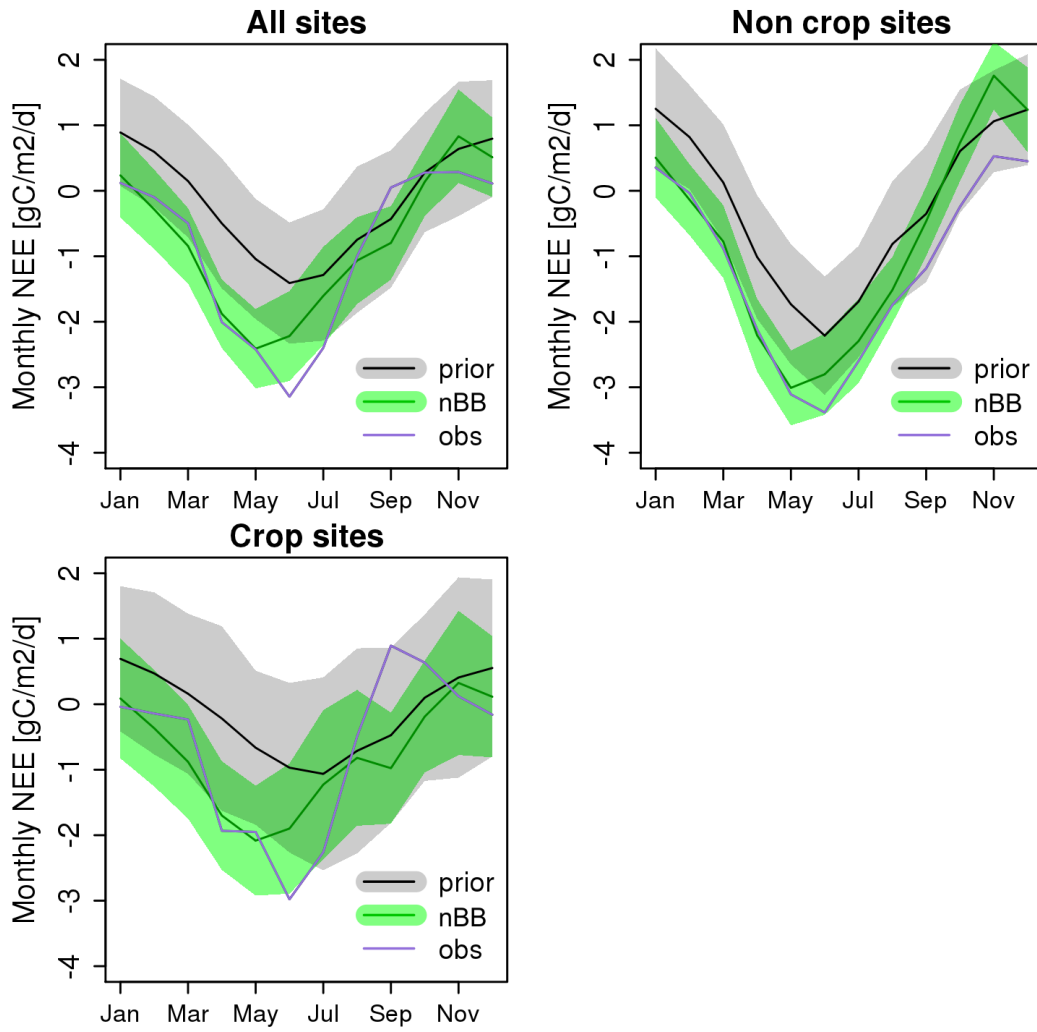 All sites
Monthly NEE [gC/m2/d]
2
1
0
-1
-2
-3
-4
Jan Mar May Jul Sep Nov
prior
nBB
obs
Non crop sites
Monthly NEE [gC/m2/d]
2
1
0
-1
-2
-3
-4
Jan Mar May Jul Sep Nov
prior
nBB
obs
Crop sites
Monthly NEE [gC/m2/d]
2
1
0
-1
-2
-3
-4
Jan Mar May Jul Sep Nov
prior
nBB
obs